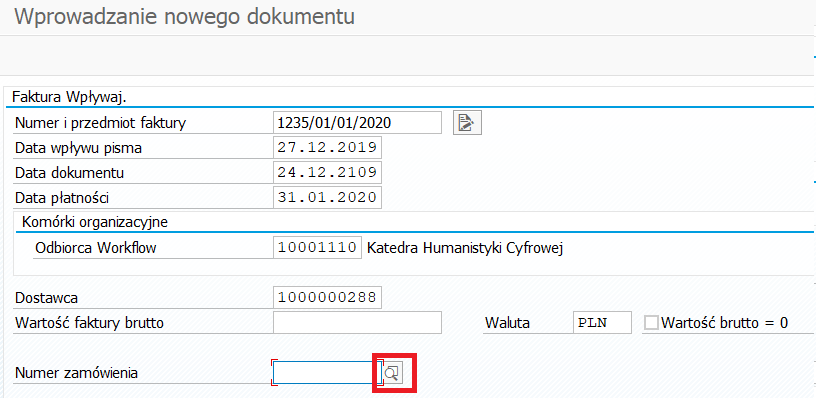 Wprowadzanie nowego dokumentu
Faktura Wpływaj.
Numer i przedmiot faktury 1235/01/01/2020
Data wpływu pisma 27.12.2019
Data dokumentu 24.12.2109
Data płatności 31.01.2020
Komórki organizacyjne
Odbiorca Workflow 10001110 Katedra Humanistyki Cyfrowej
Dostawca 1000000288
Wartość faktury brutto Waluta PLN Wartość brutto = 0
Numer zamówienia